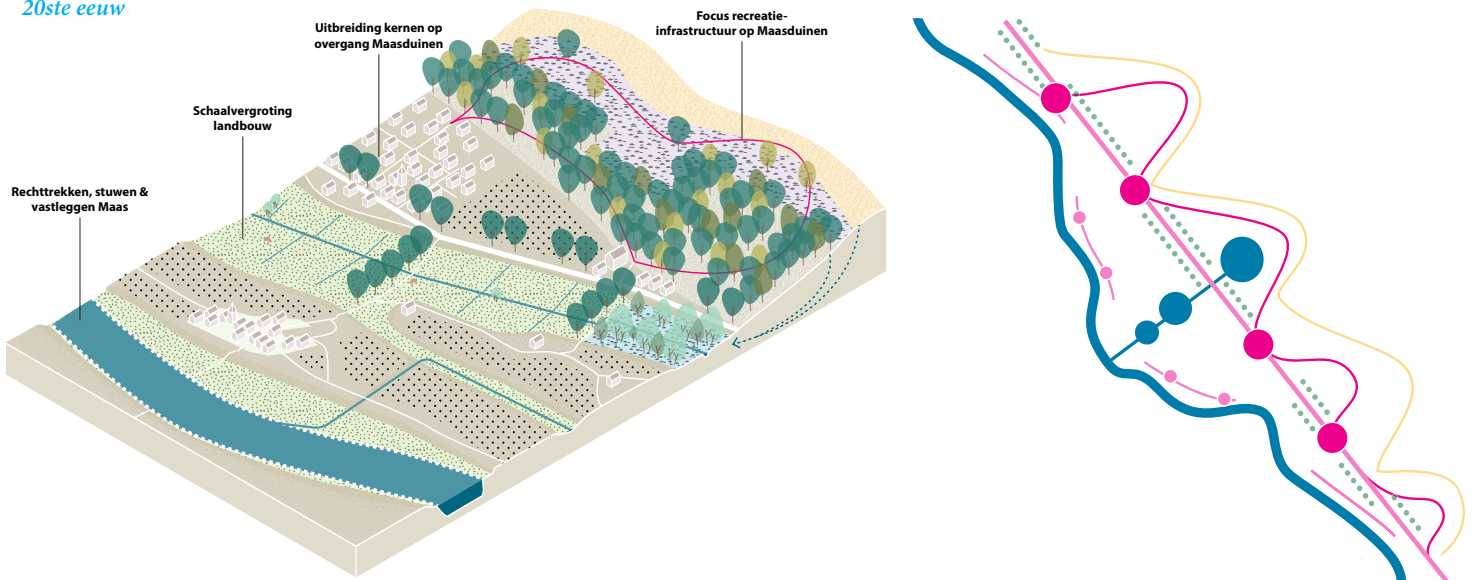 20ste eeuw
Uitbreiding kernen op
overgang Maasduinen
Focus recreatie-
infrastructuur op Maasduinen
Schaalvergroting
landbouw
Rechttrekken, stuwen &
vastleggen Maas